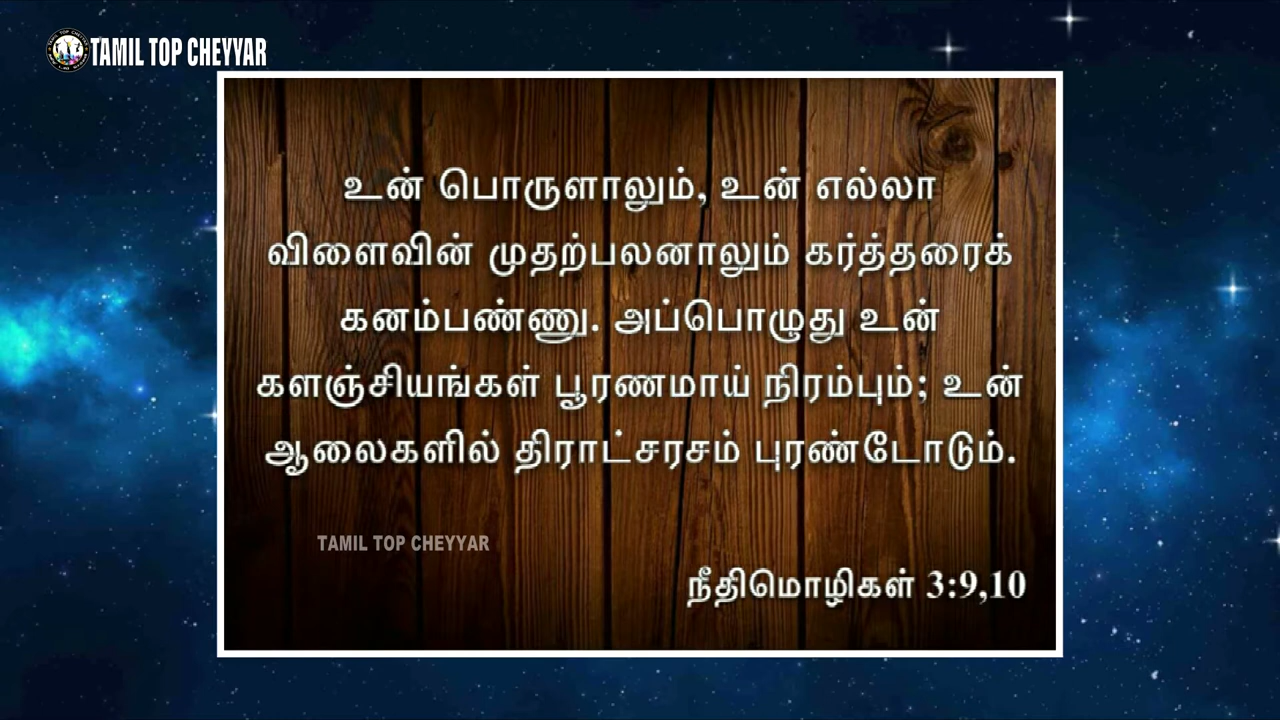 TAMIL TOP CHEYYAR
உன் பொருளாலும், உன் எல்லா
விளைவின் முதற்பலனாலும் கர்த்தரைக்
கனம்பண்ணு. அப்பொழுது உன்
களஞ்சியங்கள் பூரணமாய் நிரம்பும்; உன்
ஆலைகளில் திராட்சரசம் புரண்டோடும்.
TAMIL TOP CHEYYAR
நீதிமொழிகள் 3:9,10